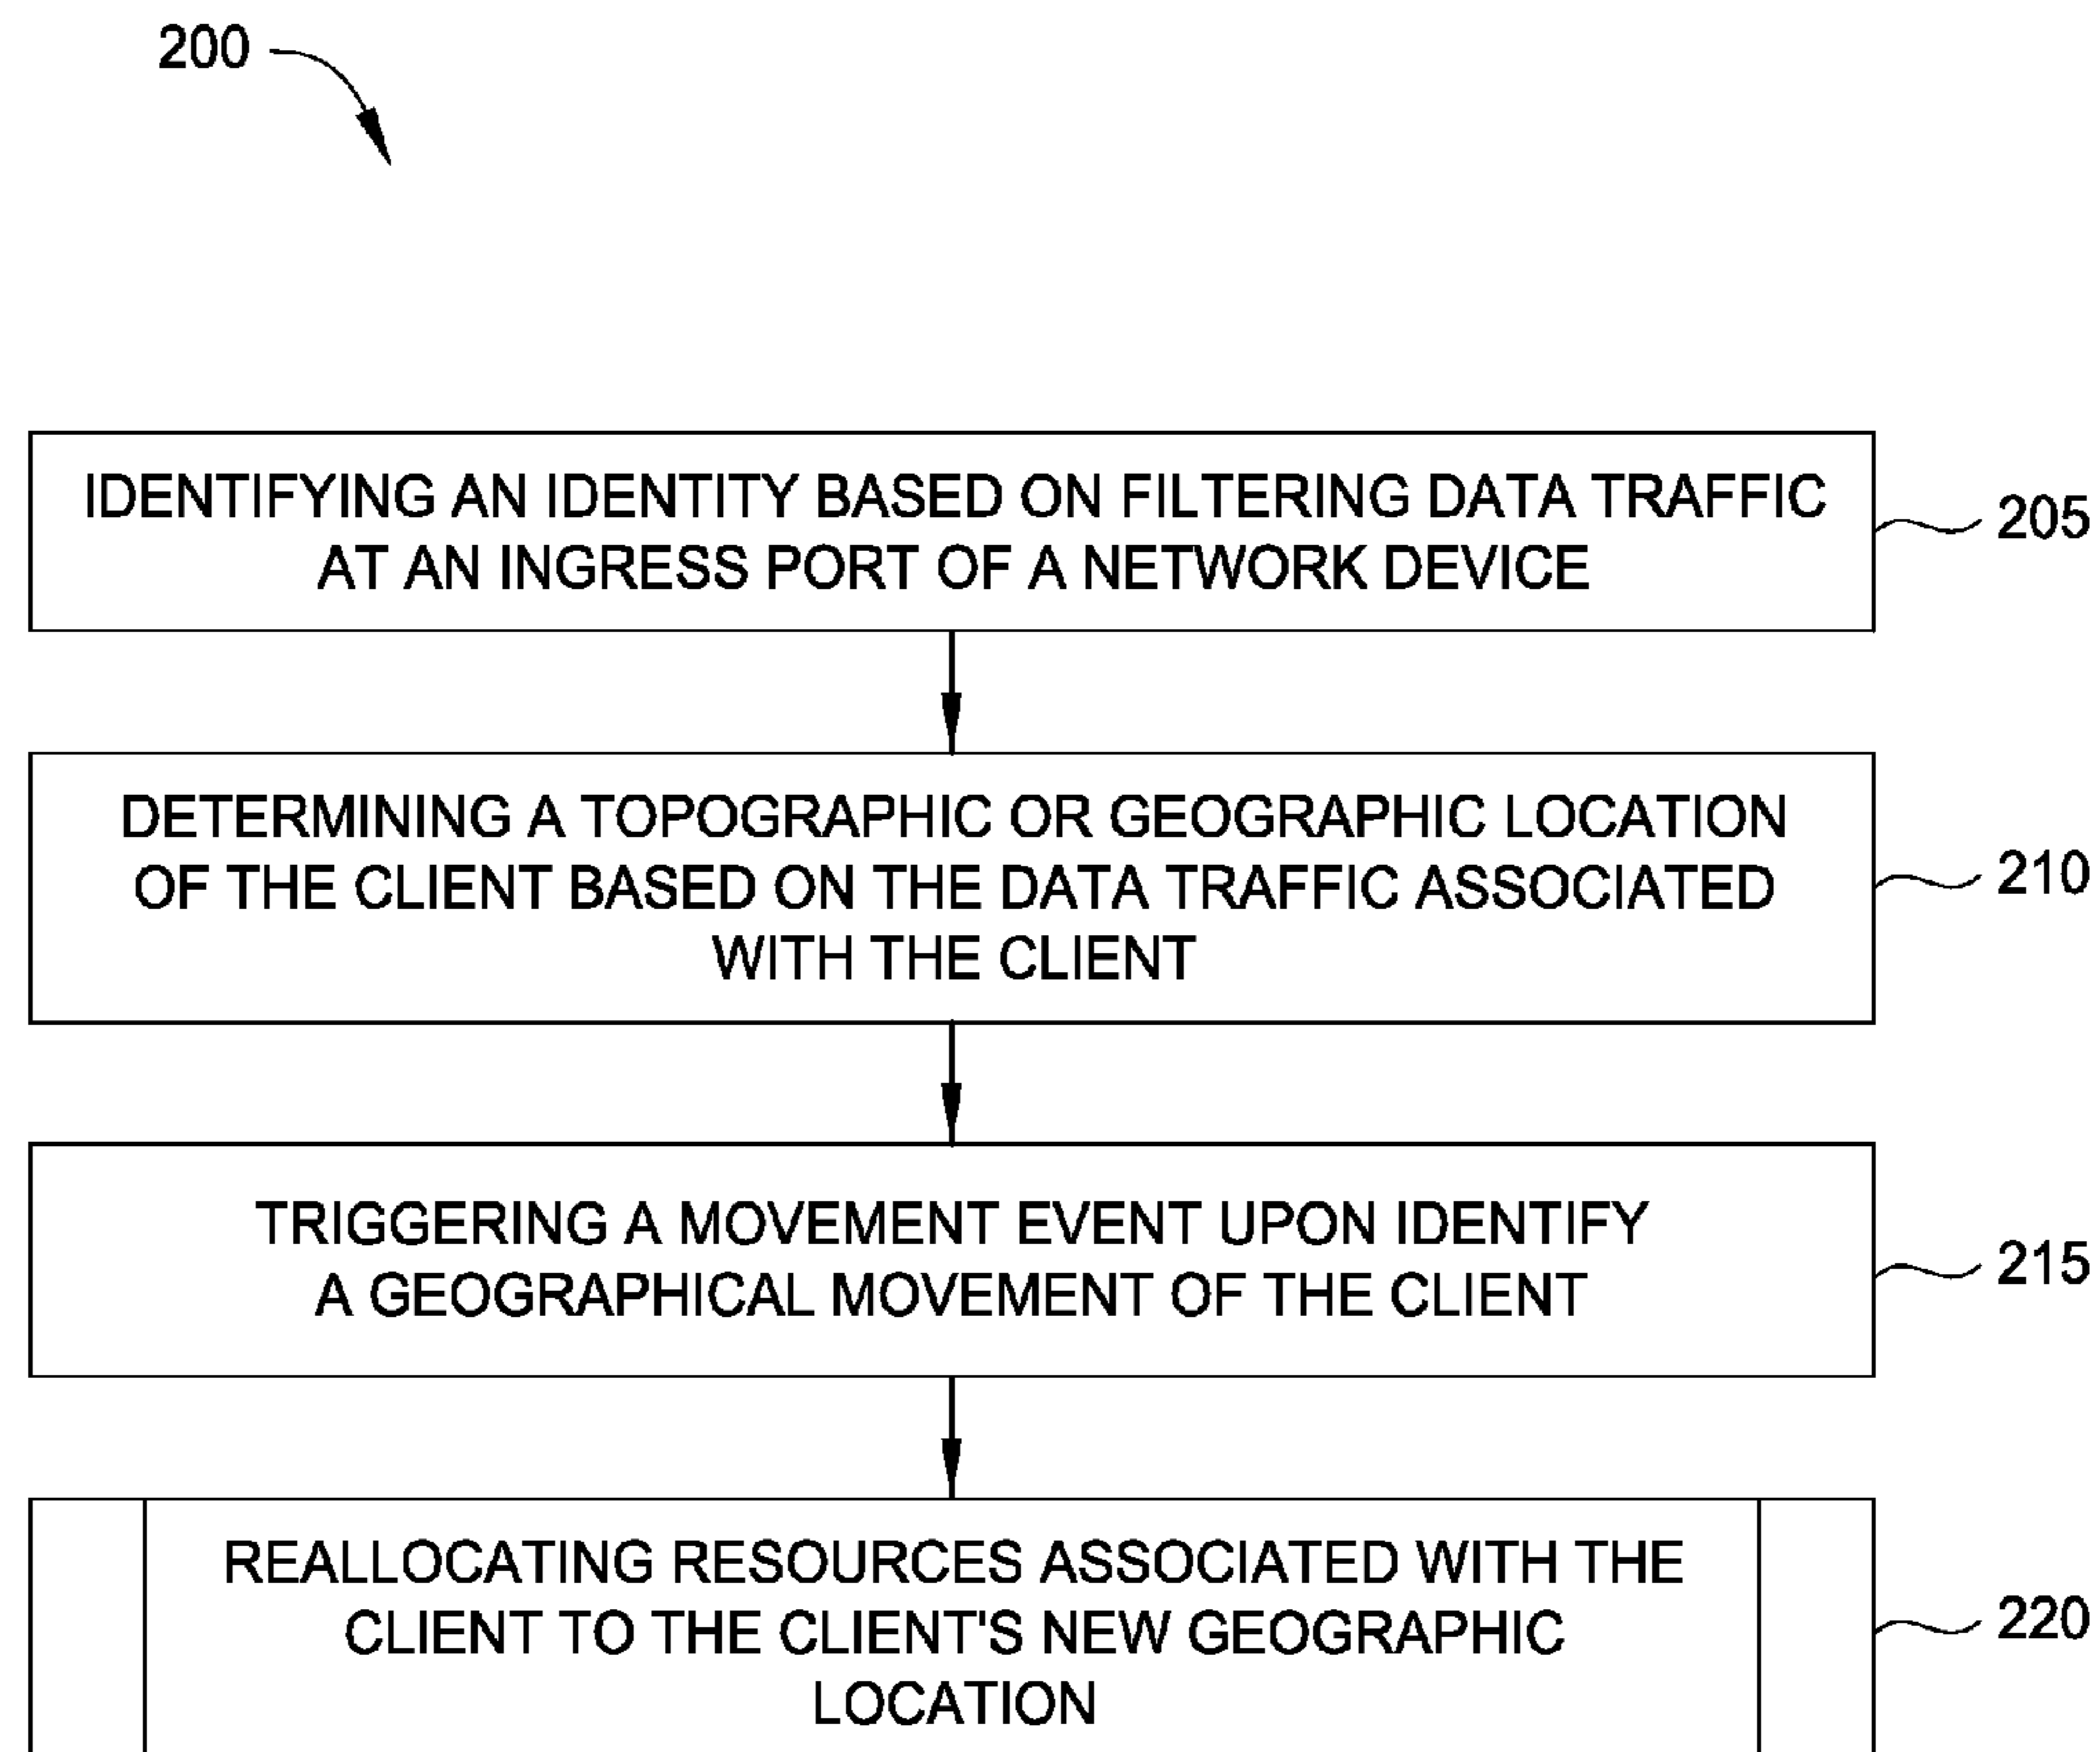 200
IDENTIFYING AN IDENTITY BASED ON FILTERING DATA TRAFFIC
AT AN INGRESS PORT OF A NETWORK DEVICE
205
DETERMINING A TOPOGRAPHIC OR GEOGRAPHIC LOCATION
OF THE CLIENT BASED ON THE DATA TRAFFIC ASSOCIATED
WITH THE CLIENT
210
TRIGGERING A MOVEMENT EVENT UPON IDENTIFY
A GEOGRAPHICAL MOVEMENT OF THE CLIENT
215
REALLOCATING RESOURCES ASSOCIATED WITH THE
CLIENT TO THE CLIENT'S NEW GEOGRAPHIC
LOCATION
220